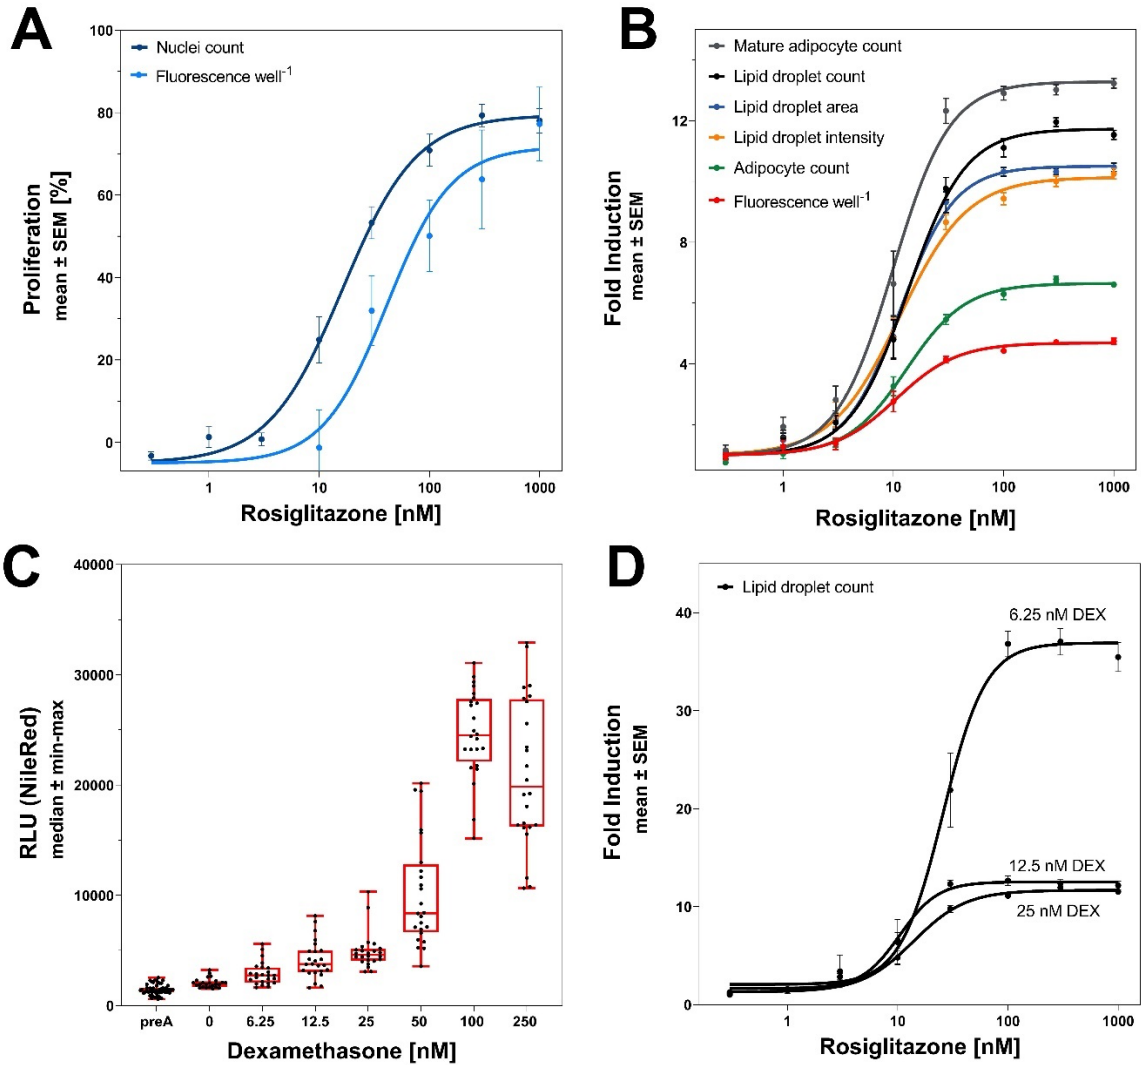 A
Nuclei count
Fluorescence well-1
Proliferation
mean ± SEM [%]
100
80
60
40
20
0
1
10
100
1000
Rosiglitazone [nM]
B
Mature adipocyte count
Lipid droplet count
Lipid droplet area
Lipid droplet intensity
Adipocyte count
Fluorescence well-1
Fold Induction
mean ± SEM
12
8
4
1
10
100
1000
Rosiglitazone [nM]
C
RLU (NileRed)
median ± min-max
40000
30000
20000
10000
0
preA
0
6.25
12.5
25
50
100
250
Dexamethasone [nM]
D
Lipid droplet count
Fold Induction
mean ± SEM
40
30
20
10
0
6.25 nM DEX
12.5 nM DEX
25 nM DEX
1
10
100
1000
Rosiglitazone [nM]